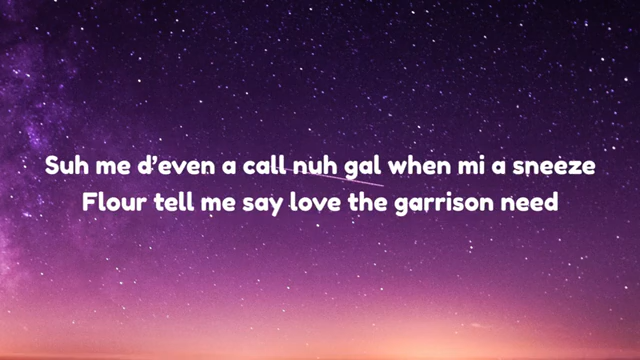 Suh me d’even a call nuh gal when mi a sneeze
Flour tell me say love the garrison need